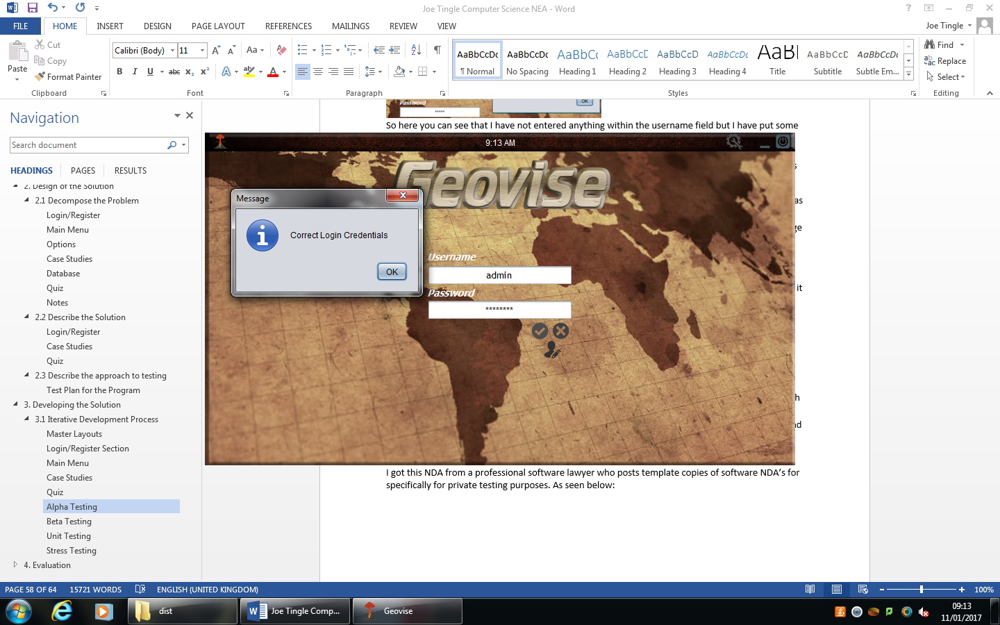 Joe Tingle Computer Science NEA - Word
FILE HOME INSERT DESIGN PAGE LAYOUT REFERENCES MAILINGS REVIEW VIEW
Joe Tingle
Paste
Cut
Copy
Format Painter
Calibri (Body) 11
AaBbCcDc AaBbCcDc AaBbCc AaBbCcD AaBbCcD AaBbCcDc AaBl AaBbCcD AaBbCcDc
¶ Normal No Spacing Heading 1 Heading 2 Heading 3 Heading 4 Title Subtitle Subtle Em...
Find
Replace
Select
Clipboard Font Paragraph Styles Editing
Navigation
Search document
HEADINGS PAGES RESULTS
2. Design of the Solution
2.1 Decompose the Problem
Login/Register
Main Menu
Options
Case Studies
Database
Quiz
Notes
2.2 Describe the Solution
Login/Register
Case Studies
Quiz
2.3 Describe the approach to testing
Test Plan for the Program
3. Developing the Solution
3.1 Iterative Development Process
Master Layouts
Login/Register Section
Main Menu
Case Studies
Quiz
Alpha Testing
Beta Testing
Unit Testing
Stress Testing
4. Evaluation
Password
*****
OK
So here you can see that I have not entered anything within the username field but I have put some
9:13 AM
Geovise
Message
Correct Login Credentials
OK
Username
admin
Password
********
s
as
ge
it
h
nd
I got this NDA from a professional software lawyer who posts template copies of software NDA's for
specifically for private testing purposes. As seen below:
PAGE 58 OF 64 15721 WORDS ENGLISH (UNITED KINGDOM) 100%
dist
Joe Tingle Comp...
Geovise
09:13
11/01/2017